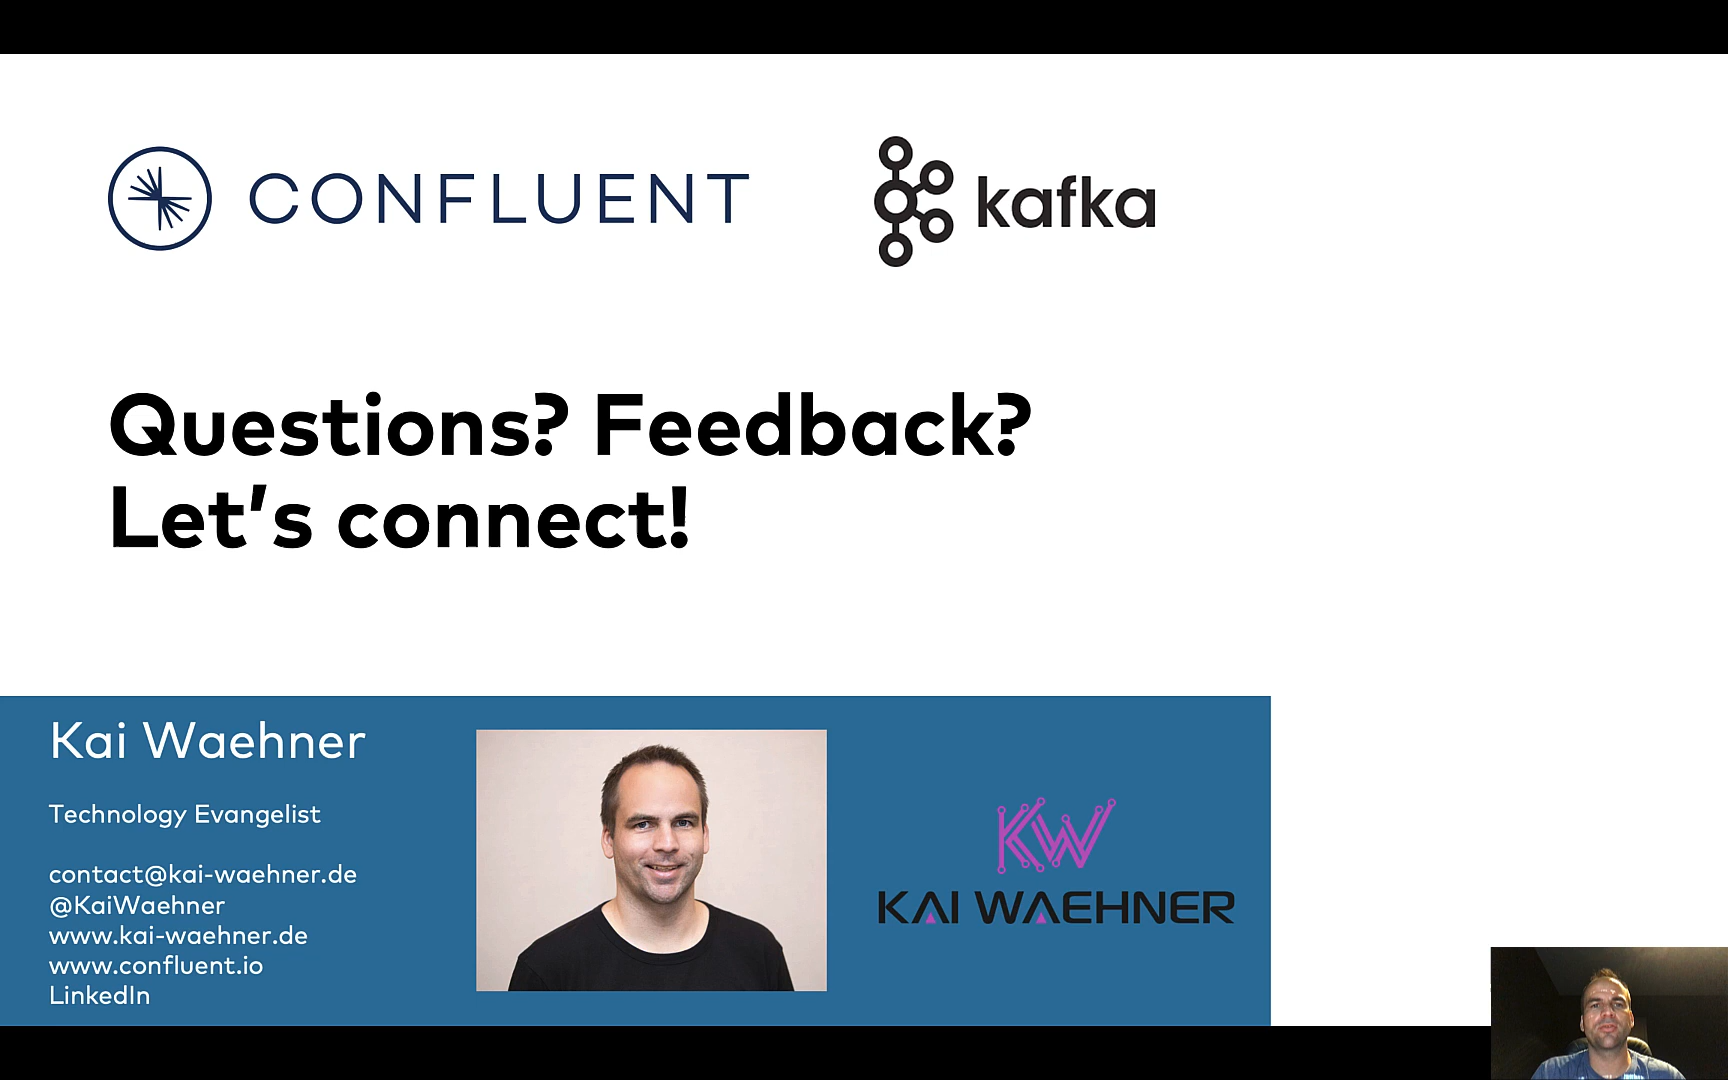 CONFLUENT
kafka
Questions? Feedback?
Let’s connect!
Kai Waehner
Technology Evangelist
contact@kai-waehner.de
@KaiWaehner
www.kai-waehner.de
www.confluent.io
LinkedIn
KW
KAI WAEHNER